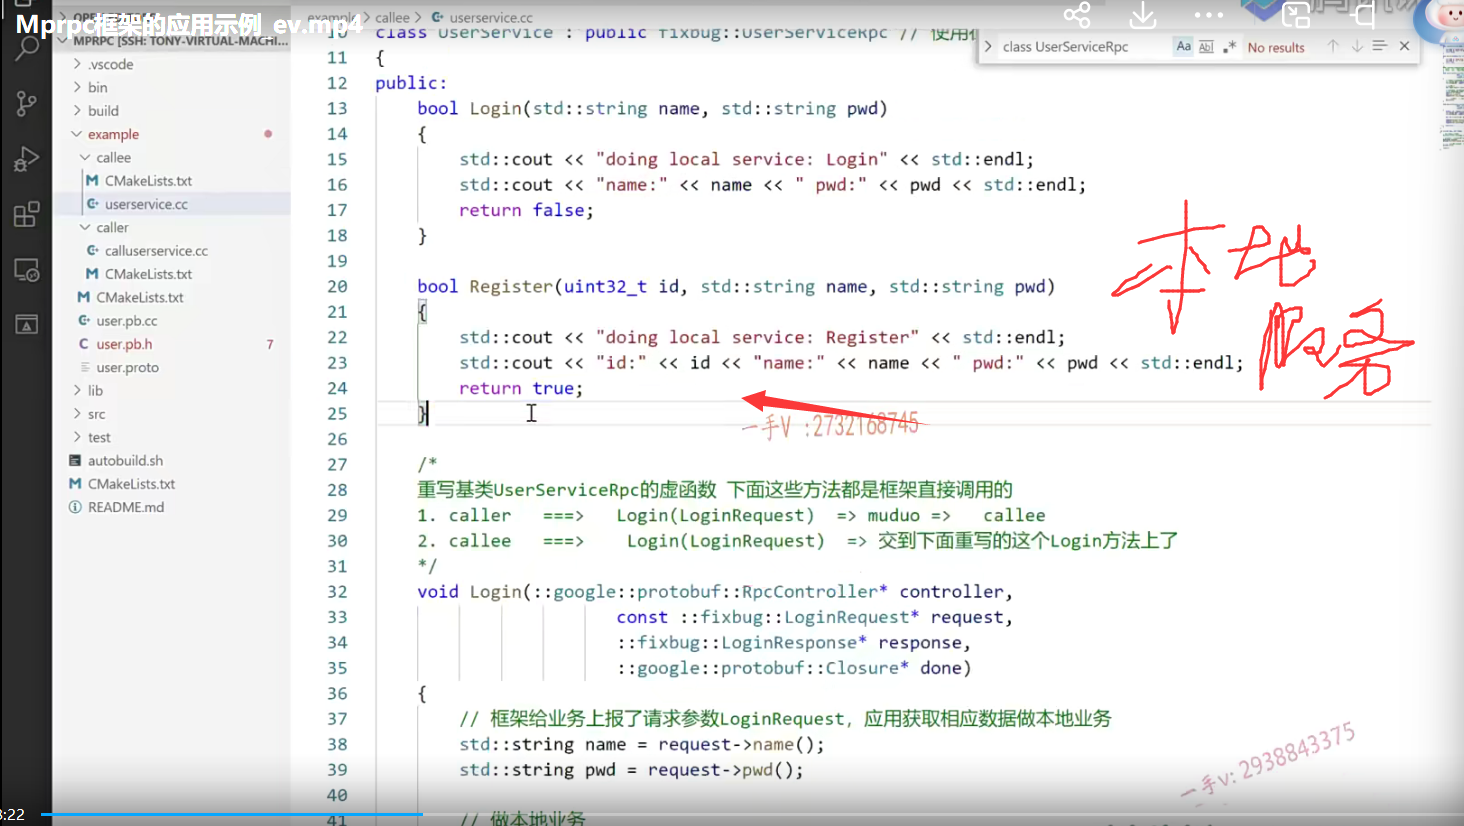 Mprpc框架的应用示例_ev.mp4
example > callee > userservice.cc
MPRPC [SSH: TONY-VIRTUAL-MACHI...
.vscode
bin
build
example
callee
CMakeLists.txt
userservice.cc
caller
calluserservice.cc
CMakeLists.txt
CMakeLists.txt
user.pb.cc
user.pb.h 7
user.proto
lib
src
test
autobuild.sh
CMakeLists.txt
README.md
class UserServiceRpc
Aa Ab .* No results
10 class UserService : public fixbug::UserServiceRpc // 使用
11 {
12 public:
13 bool Login(std::string name, std::string pwd)
14 {
15 std::cout << "doing local service: Login" << std::endl;
16 std::cout << "name:" << name << " pwd:" << pwd << std::endl;
17 return false;
18 }
19
20 bool Register(uint32_t id, std::string name, std::string pwd)
21 {
22 std::cout << "doing local service: Register" << std::endl;
23 std::cout << "id:" << id << "name:" << name << " pwd:" << pwd << std::endl;
24 return true;
25 }
26
27 /*
28 重写基类UserServiceRpc的虚函数 下面这些方法都是框架直接调用的
29 1. caller ===> Login(LoginRequest) => muduo => callee
30 2. callee ===> Login(LoginRequest) => 交到下面重写的这个Login方法上了
31 */
32 void Login(::google::protobuf::RpcController* controller,
33 const ::fixbug::LoginRequest* request,
34 ::fixbug::LoginResponse* response,
35 ::google::protobuf::Closure* done)
36 {
37 // 框架给业务上报了请求参数LoginRequest，应用获取相应数据做本地业务
38 std::string name = request->name();
39 std::string pwd = request->pwd();
40
41 // 做本地业务
本地
服务
一手V :2732168745
一手v: 2938843375
8:22